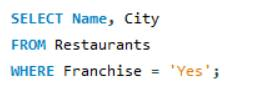 SELECT Name, City
FROM Restaurants
WHERE Franchise = 'Yes';